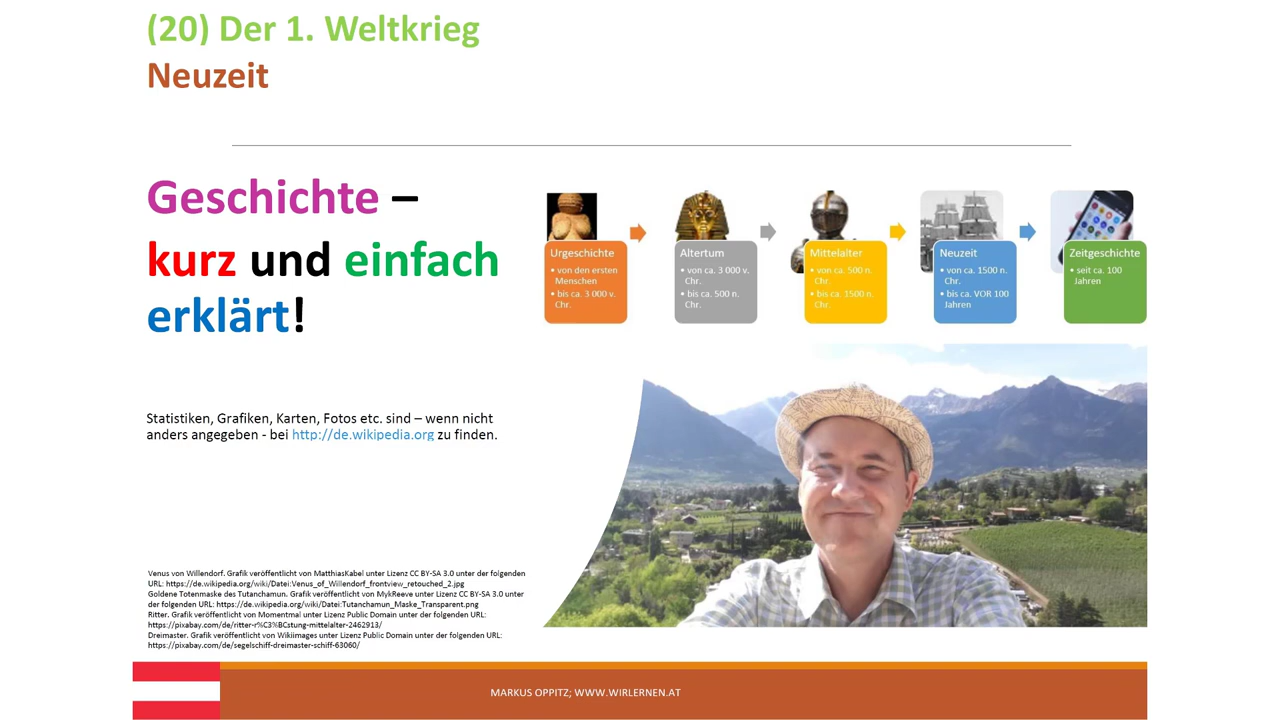 (20) Der 1. Weltkrieg
Neuzeit
Geschichte –
kurz und einfach
erklärt!
Urgeschichte
• von den ersten
Menschen
• bis ca. 3 000 v.
Chr.
Altertum
• von ca. 3 000 v.
Chr.
• bis ca. 500 n.
Chr.
Mittelalter
• von ca. 500 n.
Chr.
• bis ca. 1500 n.
Chr.
Neuzeit
• von ca. 1500 n.
Chr.
• bis ca. VOR 100
Jahren
Zeitgeschichte
• seit ca. 100
Jahren
Statistiken, Grafiken, Karten, Fotos etc. sind – wenn nicht
anders angegeben - bei http://de.wikipedia.org zu finden.
Venus von Willendorf. Grafik veröffentlicht von MatthiasKabel unter Lizenz CC BY-SA 3.0 unter der folgenden
URL: https://de.wikipedia.org/wiki/Datei:Venus_of_Willendorf_frontview_retouched_2.jpg
Goldene Totenmaske des Tutanchamun. Grafik veröffentlicht von MykReeve unter Lizenz CC BY-SA 3.0 unter
der folgenden URL: https://de.wikipedia.org/wiki/Datei:Tutanchamun_Maske_Transparent.png
Ritter. Grafik veröffentlicht von Momentmal unter Lizenz Public Domain unter der folgenden URL:
https://pixabay.com/de/ritter-r%C3%BCstung-mittelalter-2462913/
Dreimaster. Grafik veröffentlicht von Wikiimages unter Lizenz Public Domain unter der folgenden URL:
https://pixabay.com/de/segelschiff-dreimaster-schiff-63060/
MARKUS OPPITZ; WWW.WIRLERNEN.AT